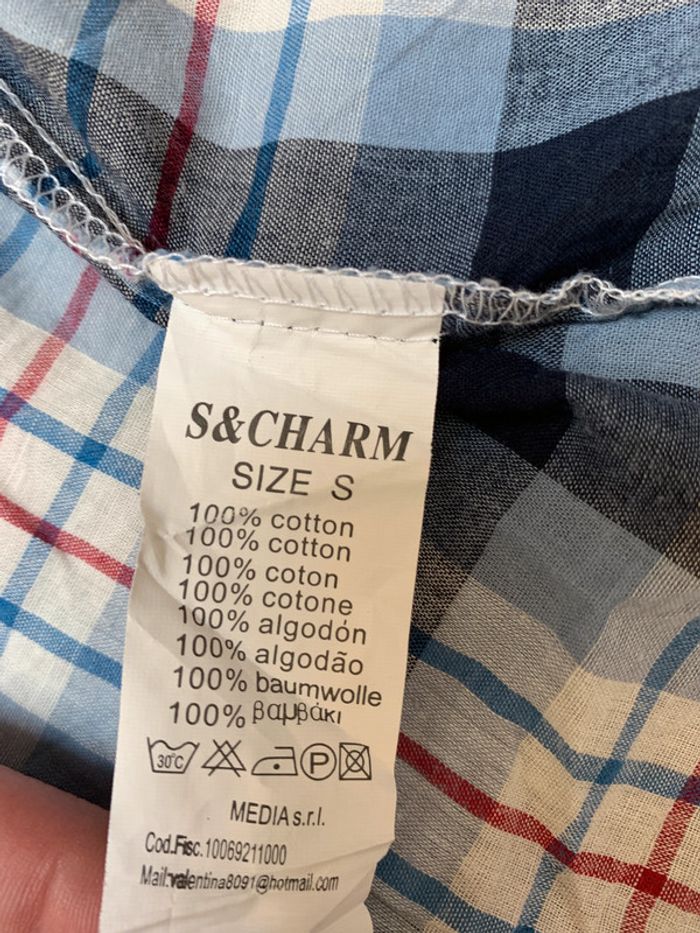 S&CHARM
SIZE S
100% cotton
100% cotton
100% coton
100% cotone
100% algodón
100% algodão
100% baumwolle
100% βαμβάκι
30°C P
MEDIA s.r.l.
Cod.Fisc.10069211000
Mail:valentina8091@hotmail.com